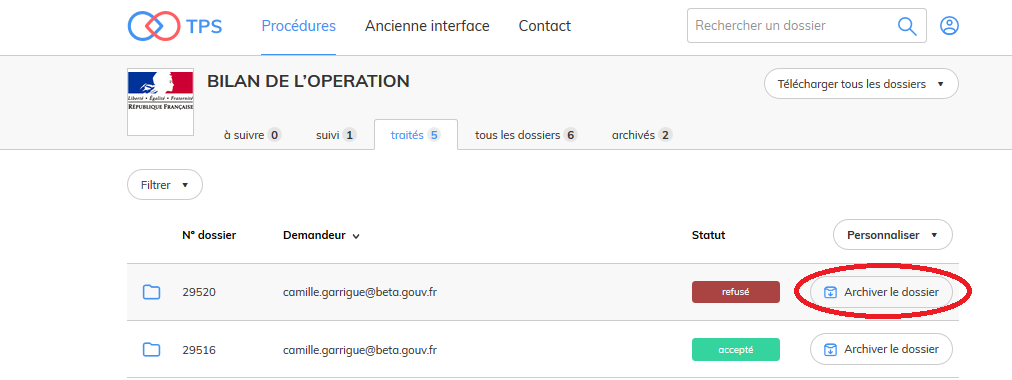 TPS Procédures Ancienne interface Contact Rechercher un dossier
BILAN DE L'OPERATION
Télécharger tous les dossiers
Liberté • Égalité • Fraternité
RÉPUBLIQUE FRANÇAISE
à suivre 0 suivi 1 traités 5 tous les dossiers 6 archivés 2
Filtrer
Nº dossier Demandeur Statut Personnaliser
29520 camille.garrigue@beta.gouv.fr refusé Archiver le dossier
29516 camille.garrigue@beta.gouv.fr accepté Archiver le dossier